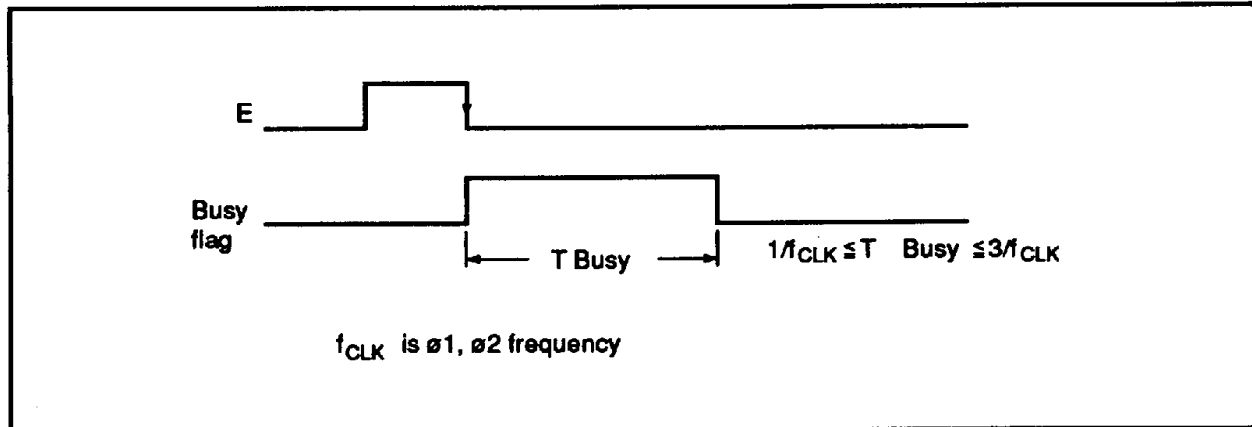 E
Busy
flag
T Busy
1/fCLK ≦ T Busy ≦ 3/fCLK
fCLK is ø1, ø2 frequency